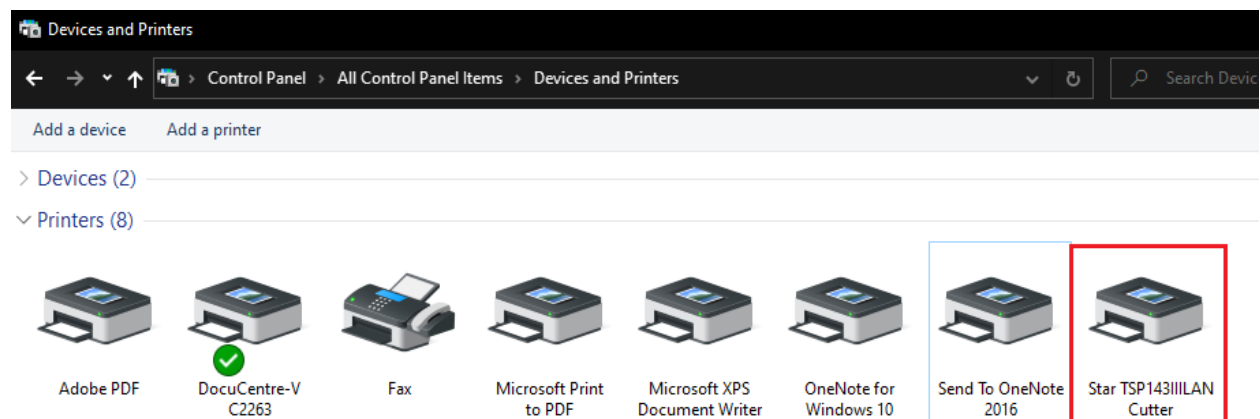 Devices and Printers
Control Panel > All Control Panel Items > Devices and Printers
Search Devic
Add a device Add a printer
Devices (2)
Printers (8)
Adobe PDF
DocuCentre-V
C2263
Fax
Microsoft Print
to PDF
Microsoft XPS
Document Writer
OneNote for
Windows 10
Send To OneNote
2016
Star TSP143IIILAN
Cutter